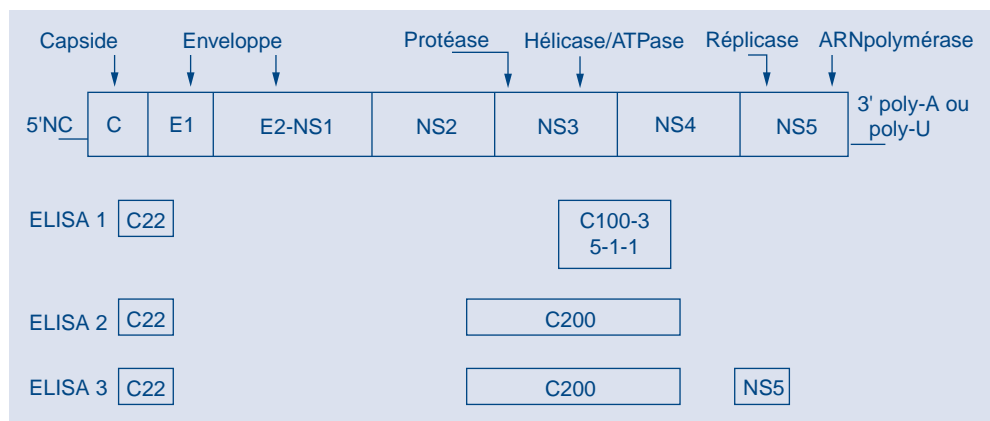 Capside Enveloppe Protéase Hélicase/ATPase Réplicase ARNpolymérase
5'NC C E1 E2-NS1 NS2 NS3 NS4 NS5 3' poly-A ou
poly-U
ELISA 1 C22 C100-3
5-1-1
ELISA 2 C22 C200
ELISA 3 C22 C200 NS5